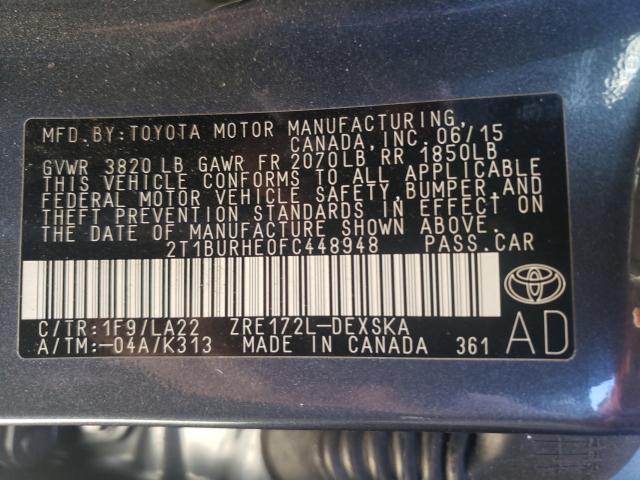 MFD. BY: TOYOTA MOTOR MANUFACTURING,
CANADA, INC. 06/15
GVWR 3820 LB GAWR FR 2070LB RR 1850LB
THIS VEHICLE CONFORMS TO ALL APPLICABLE
FEDERAL MOTOR VEHICLE SAFETY, BUMPER, AND
THEFT PREVENTION STANDARDS IN EFFECT ON
THE DATE OF MANUFACTURE SHOWN ABOVE.
2T1BURHE0FC448948 PASS. CAR
C/TR: 1F9/LA22 ZRE172L-DEXSKA
A/TM: -04A/K313 MADE IN CANADA 361
AD